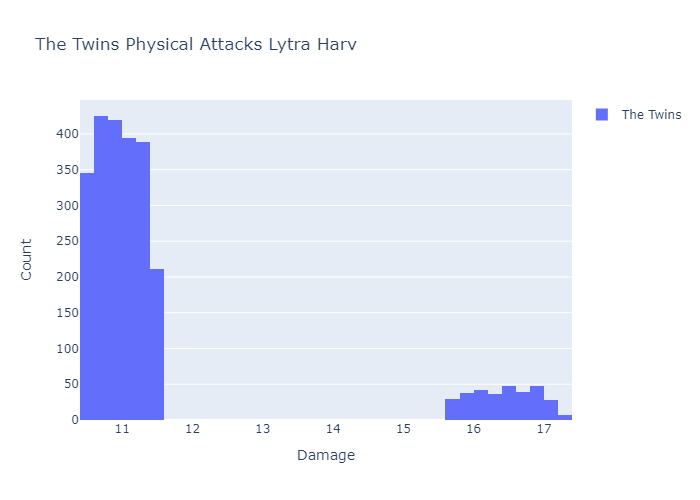 The Twins Physical Attacks Lytra Harv
The Twins
400
350
300
250
200
150
100
50
0
Count
11 12 13 14 15 16 17
Damage